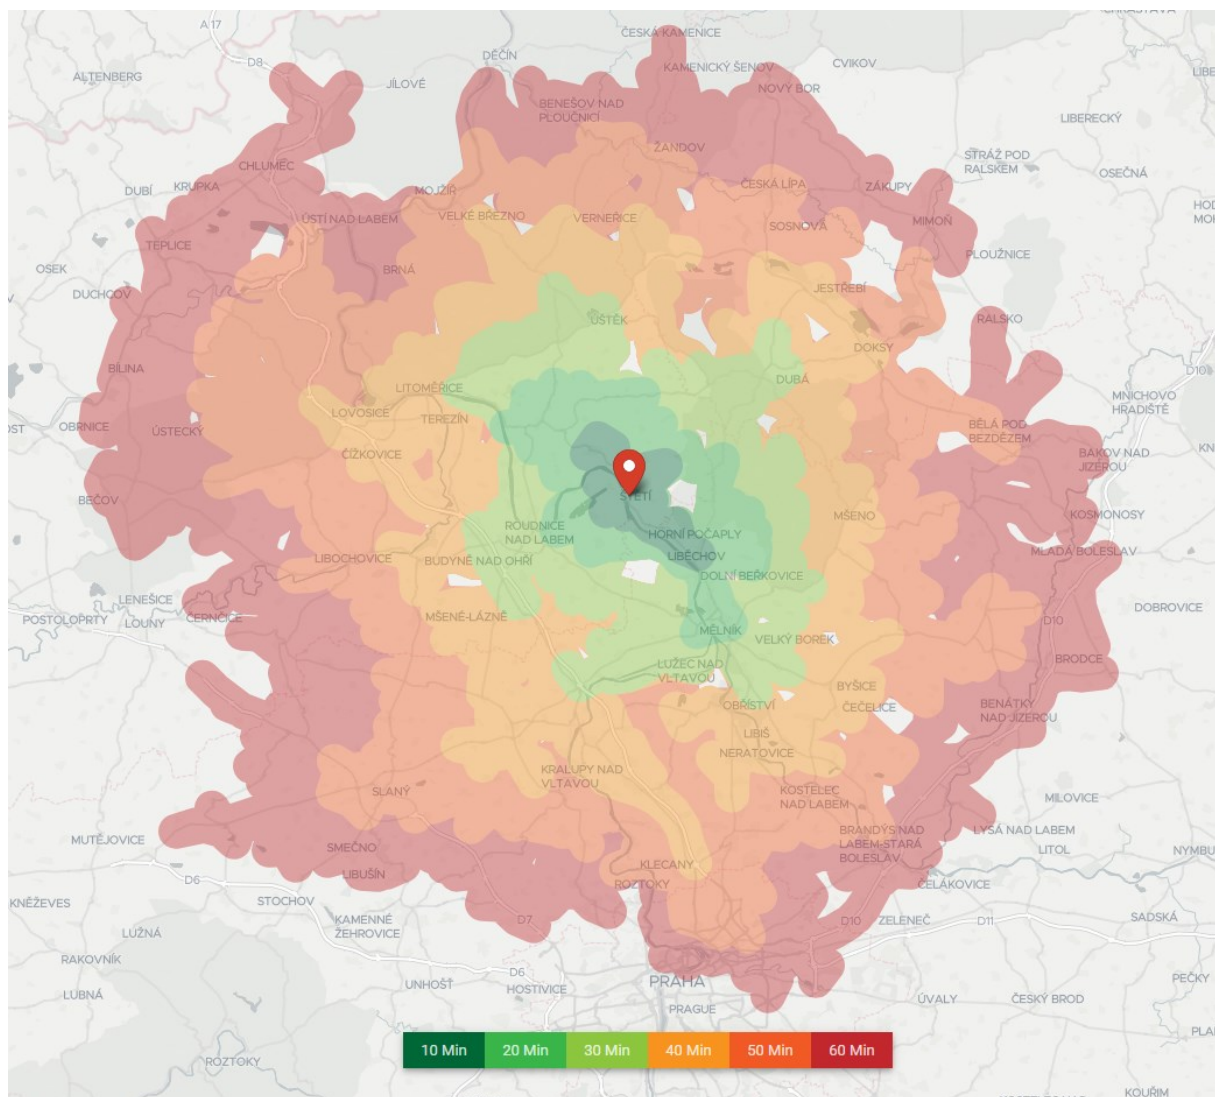 CHRASTAVA
A 17
ČESKÁ KAMENICE
DĚČÍN
D8
CVIKOV
ALTENBERG
JÍLOVÉ
KAMENICKÝ ŠENOV
NOVÝ BOR
BENEŠOV NAD
PLOUČNICÍ
LIBERECKÝ
ŽANDOV
STRÁŽ POD
RALSKEM
CHLUMEC
OSEČNÁ
DUBÍ
KRUPKA
MOJŽÍŘ
ČESKÁ LÍPA
ZÁKUPY
ÚSTÍ NAD LABEM
VELKÉ BŘEZNO
VERNEŘICE
SOSNOVÁ
MIMOŇ
TEPLICE
PLOUŽNICE
OSEK
BRNÁ
DUCHCOV
JESTŘEBÍ
ÚŠTĚK
RALSKO
DOKSY
BÍLINA
DUBÁ
D10
LITOMĚŘICE
MNICHOVO
HRADIŠTĚ
LOVOSICE
TEREZÍN
OBRNICE
ÚSTECKÝ
BĚLÁ POD
BEZDĚZEM
ČÍŽKOVICE
BAKOV NAD
JIZEROU
BEČOV
ŠTĚTÍ
MŠENO
KOSMONOSY
ROUDNICE
NAD LABEM
HORNÍ POČAPLY
LIBĚCHOV
MLADÁ BOLESLAV
LIBOCHOVICE
BUDYNĚ NAD OHŘÍ
DOLNÍ BEŘKOVICE
LENEŠICE
DOBROVICE
POSTOLOPRTY
LOUNY
ČERNČICE
MŠENÉ-LÁZNĚ
D10
MĚLNÍK
VELKÝ BOREK
BRODCE
LUŽEC NAD
VLTAVOU
BYŠICE
OBŘÍSTVÍ
ČEČELICE
BENÁTKY
NAD JIZEROU
LIBIŠ
NERATOVICE
KRALUPY NAD
VLTAVOU
SLANÝ
KOSTELEC
NAD LABEM
MILOVICE
MUTĚJOVICE
SMEČNO
BRANDÝS NAD
LABEM-STARÁ
BOLESLAV
LYSÁ NAD LABEM
LITOL
KLECANY
LIBUŠÍN
D6
ROZTOKY
ČELÁKOVICE
KNĚŽEVES
STOCHOV
KAMENNÉ
ŽEHROVICE
D7
D10
ZELENEČ
D11
SADSKÁ
LUŽNÁ
RAKOVNÍK
D6
UNHOŠŤ
HOSTIVICE
PRAHA
PRAGUE
PEČKY
LUBNÁ
ÚVALY
ČESKÝ BROD
ROZTOKY
10 Min 20 Min 30 Min 40 Min 50 Min 60 Min
KOUŘIM